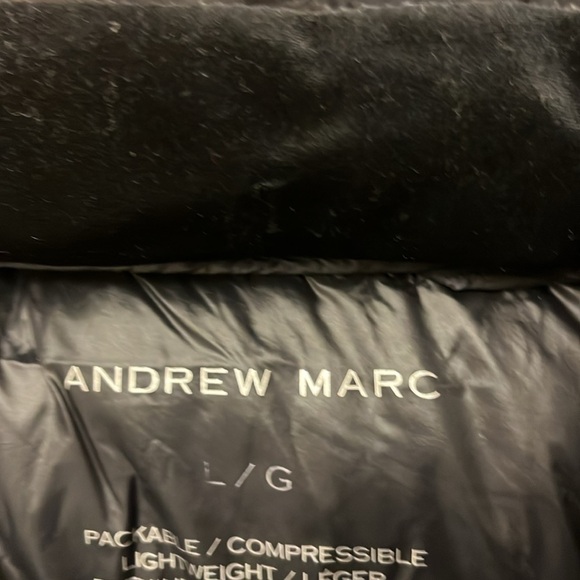 ANDREW MARC
L/G
PACKABLE / COMPRESSIBLE
LIGHTWEIGHT / LÉGER